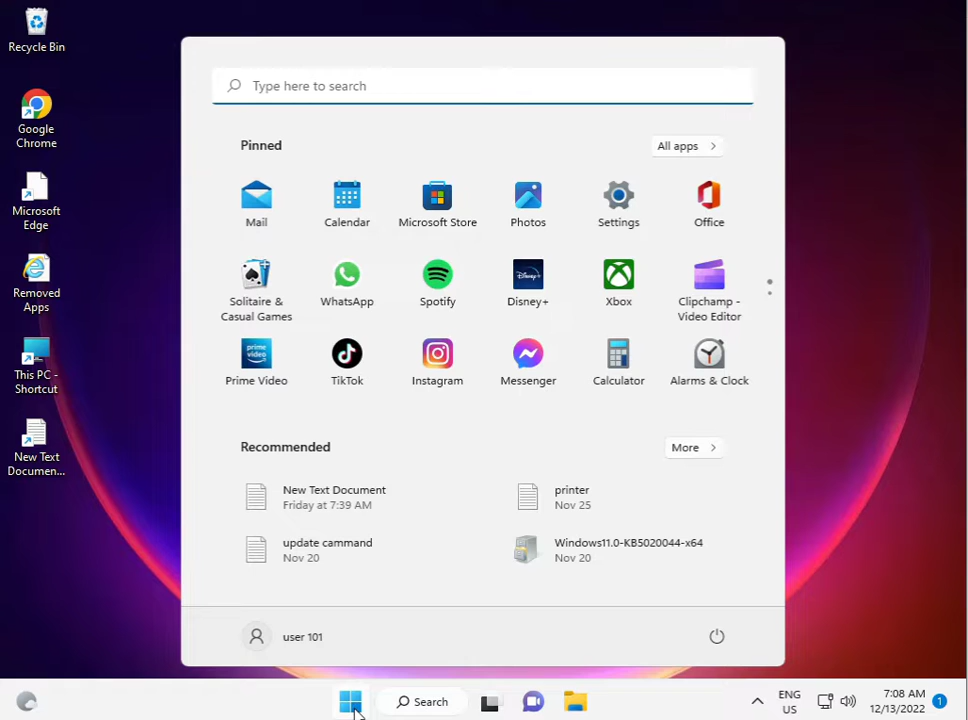 Recycle Bin
Google
Chrome
Microsoft
Edge
Removed
Apps
This PC -
Shortcut
New Text
Documen...
Type here to search
Pinned
All apps
Mail
Calendar
Microsoft Store
Photos
Settings
Office
Solitaire &
Casual Games
WhatsApp
Spotify
Disney+
Xbox
Clipchamp -
Video Editor
Prime Video
TikTok
Instagram
Messenger
Calculator
Alarms & Clock
Recommended
More
New Text Document
Friday at 7:39 AM
printer
Nov 25
update cammand
Nov 20
Windows11.0-KB5020044-x64
Nov 20
user 101
Search
ENG
US
7:08 AM
12/13/2022
1